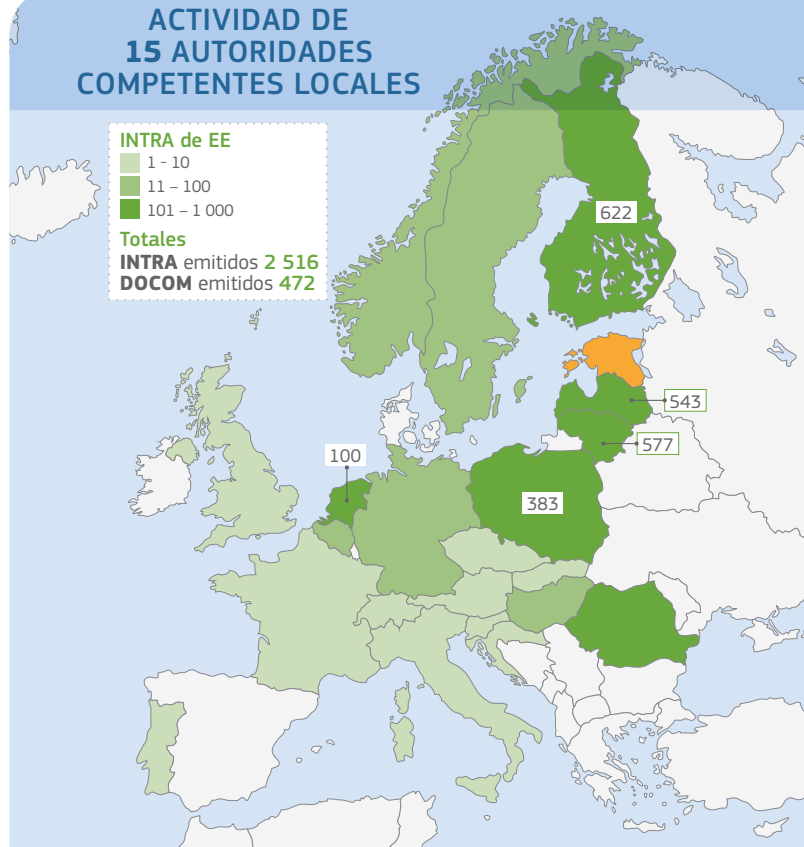 ACTIVIDAD DE
15 AUTORIDADES
COMPETENTES LOCALES
INTRA de EE
1 - 10
11 – 100
101 – 1 000
Totales
INTRA emitidos 2 516
DOCOM emitidos 472
622
543
577
100
383